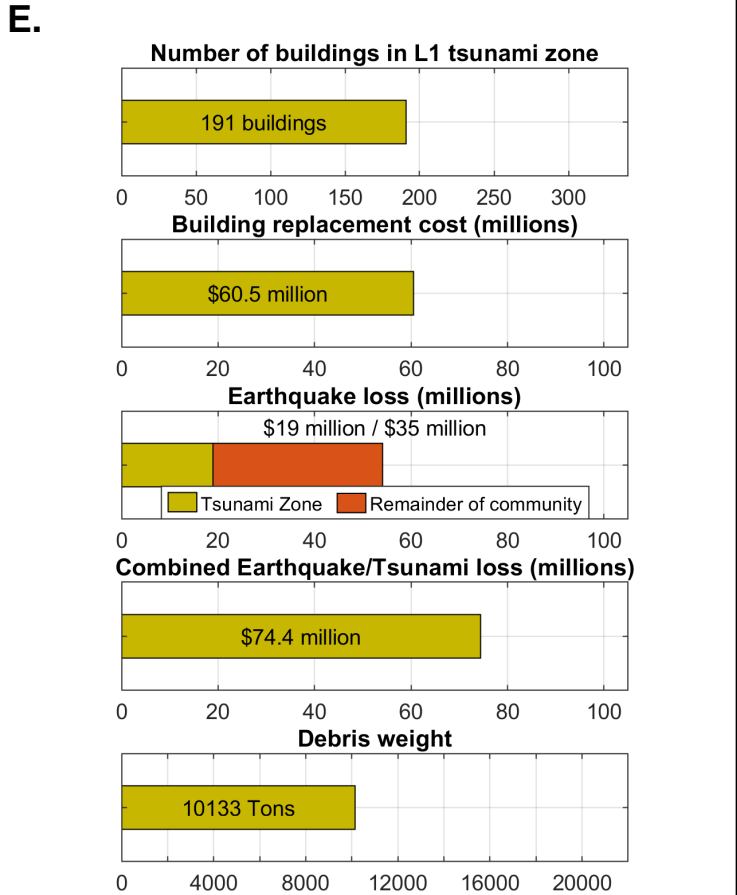 E.
Number of buildings in L1 tsunami zone
191 buildings
0 50 100 150 200 250 300
Building replacement cost (millions)
$60.5 million
0 20 40 60 80 100
Earthquake loss (millions)
$19 million / $35 million
Tsunami Zone Remainder of community
0 20 40 60 80 100
Combined Earthquake/Tsunami loss (millions)
$74.4 million
0 20 40 60 80 100
Debris weight
10133 Tons
0 4000 8000 12000 16000 20000